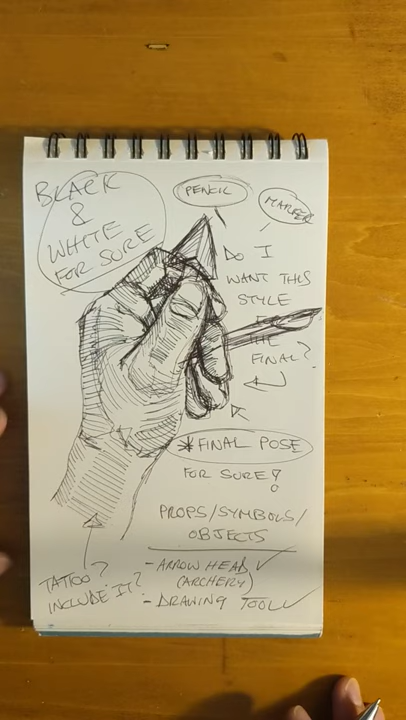 BLACK
&
WHITE
FOR SURE
PENCIL
MARKER
DO I
WANT THIS
STYLE
FOR
THE
FINAL?
*FINAL POSE
FOR SURE!
PROPS/SYMBOLS/
OBJECTS
- ARROW HEAD ✓
(ARCHERY)
- DRAWING TOOL ✓
TATTOO?
INCLUDE IT?